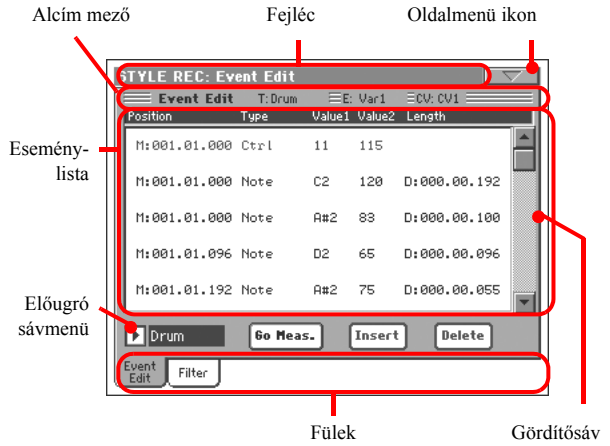 Alcím mező Fejléc Oldalmenü ikon
STYLE REC: Event Edit
Event Edit T: Drum E: Var1 CV: CV1
Position Type Value1 Value2 Length
M:001.01.000 Ctrl 11 115
M:001.01.000 Note C2 120 D:000.00.192
M:001.01.000 Note A#2 83 D:000.00.100
M:001.01.096 Note D2 65 D:000.00.096
M:001.01.192 Note A#2 75 D:000.00.055
Esemény-
lista
Előugró
sávmenü
Drum Go Meas. Insert Delete
Event
Edit
Filter
Fülek Gördítősáv